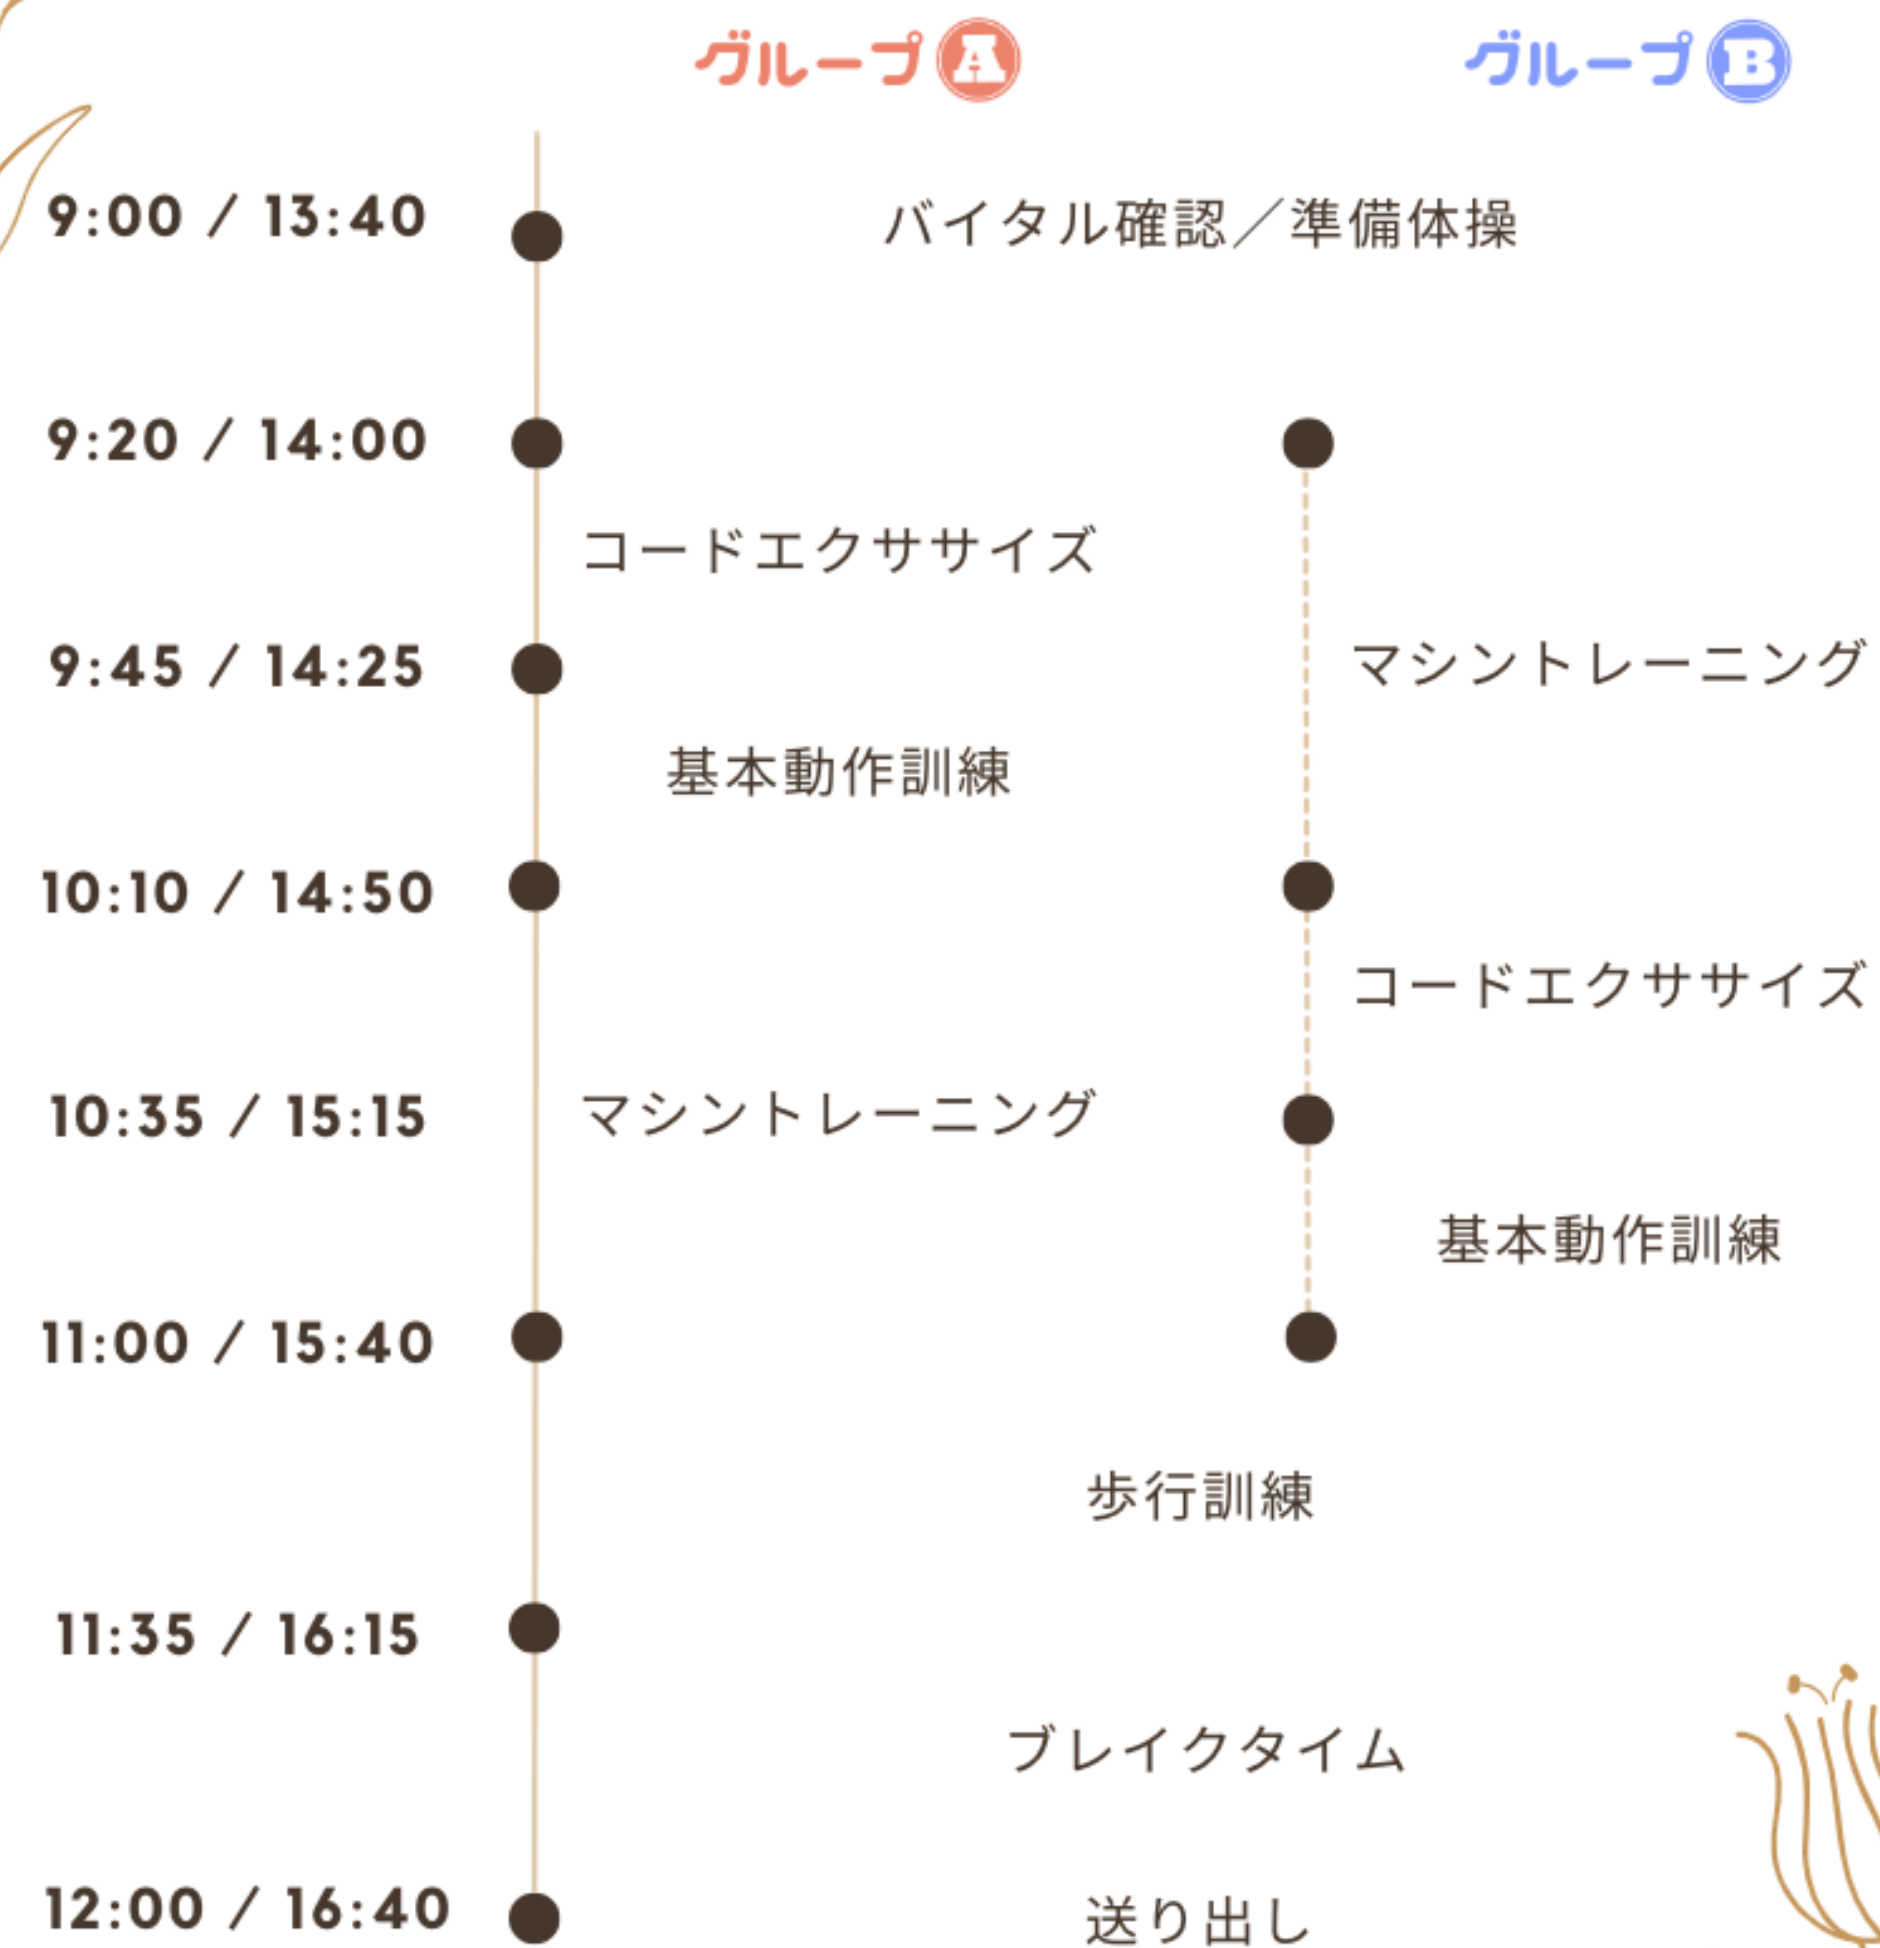 グループA グループB
9:00 / 13:40 バイタル確認／準備体操
9:20 / 14:00
コードエクササイズ
9:45 / 14:25 マシントレーニング
基本動作訓練
10:10 / 14:50
コードエクササイズ
10:35 / 15:15 マシントレーニング
基本動作訓練
11:00 / 15:40
歩行訓練
11:35 / 16:15
ブレイクタイム
12:00 / 16:40 送り出し